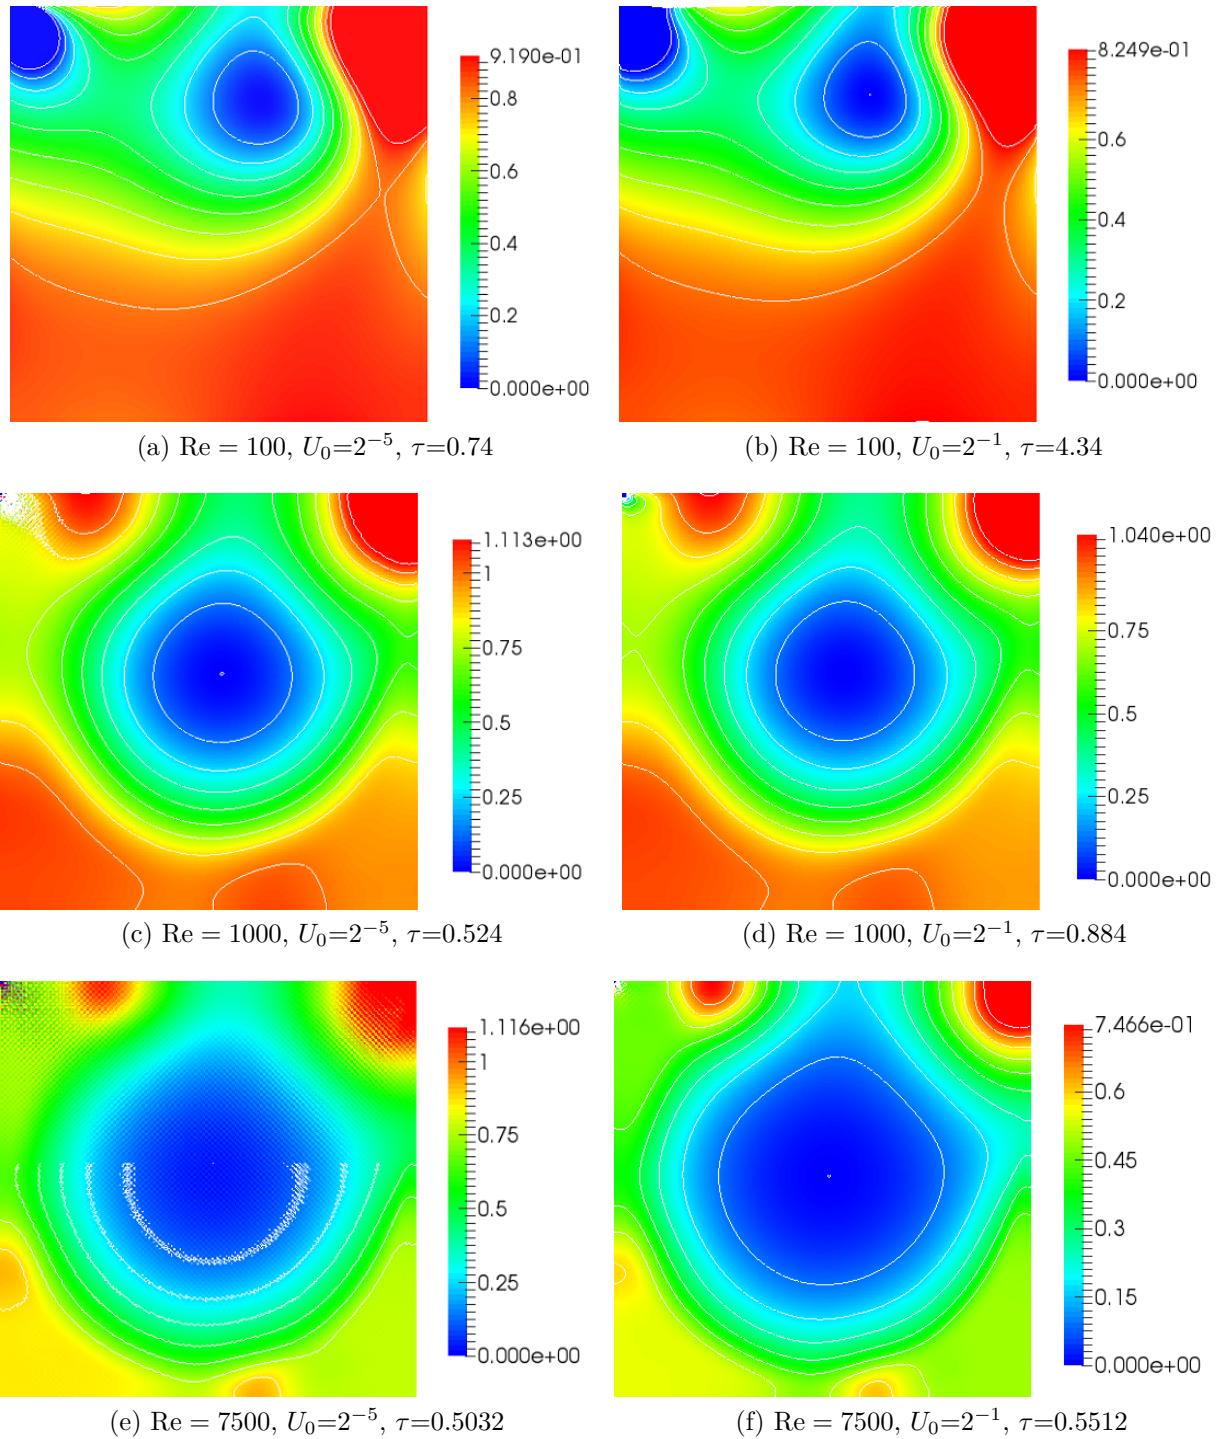 9.190e-01
0.8
0.6
0.4
0.2
0.000e+00
8.249e-01
0.6
0.4
0.2
0.000e+00
(a) Re = 100, U₀=2⁻⁵, τ=0.74
(b) Re = 100, U₀=2⁻¹, τ=4.34
1.113e+00
1
0.75
0.5
0.25
0.000e+00
1.040e+00
0.75
0.5
0.25
0.000e+00
(c) Re = 1000, U₀=2⁻⁵, τ=0.524
(d) Re = 1000, U₀=2⁻¹, τ=0.884
1.116e+00
1
0.75
0.5
0.25
0.000e+00
7.466e-01
0.6
0.45
0.3
0.15
0.000e+00
(e) Re = 7500, U₀=2⁻⁵, τ=0.5032
(f) Re = 7500, U₀=2⁻¹, τ=0.5512